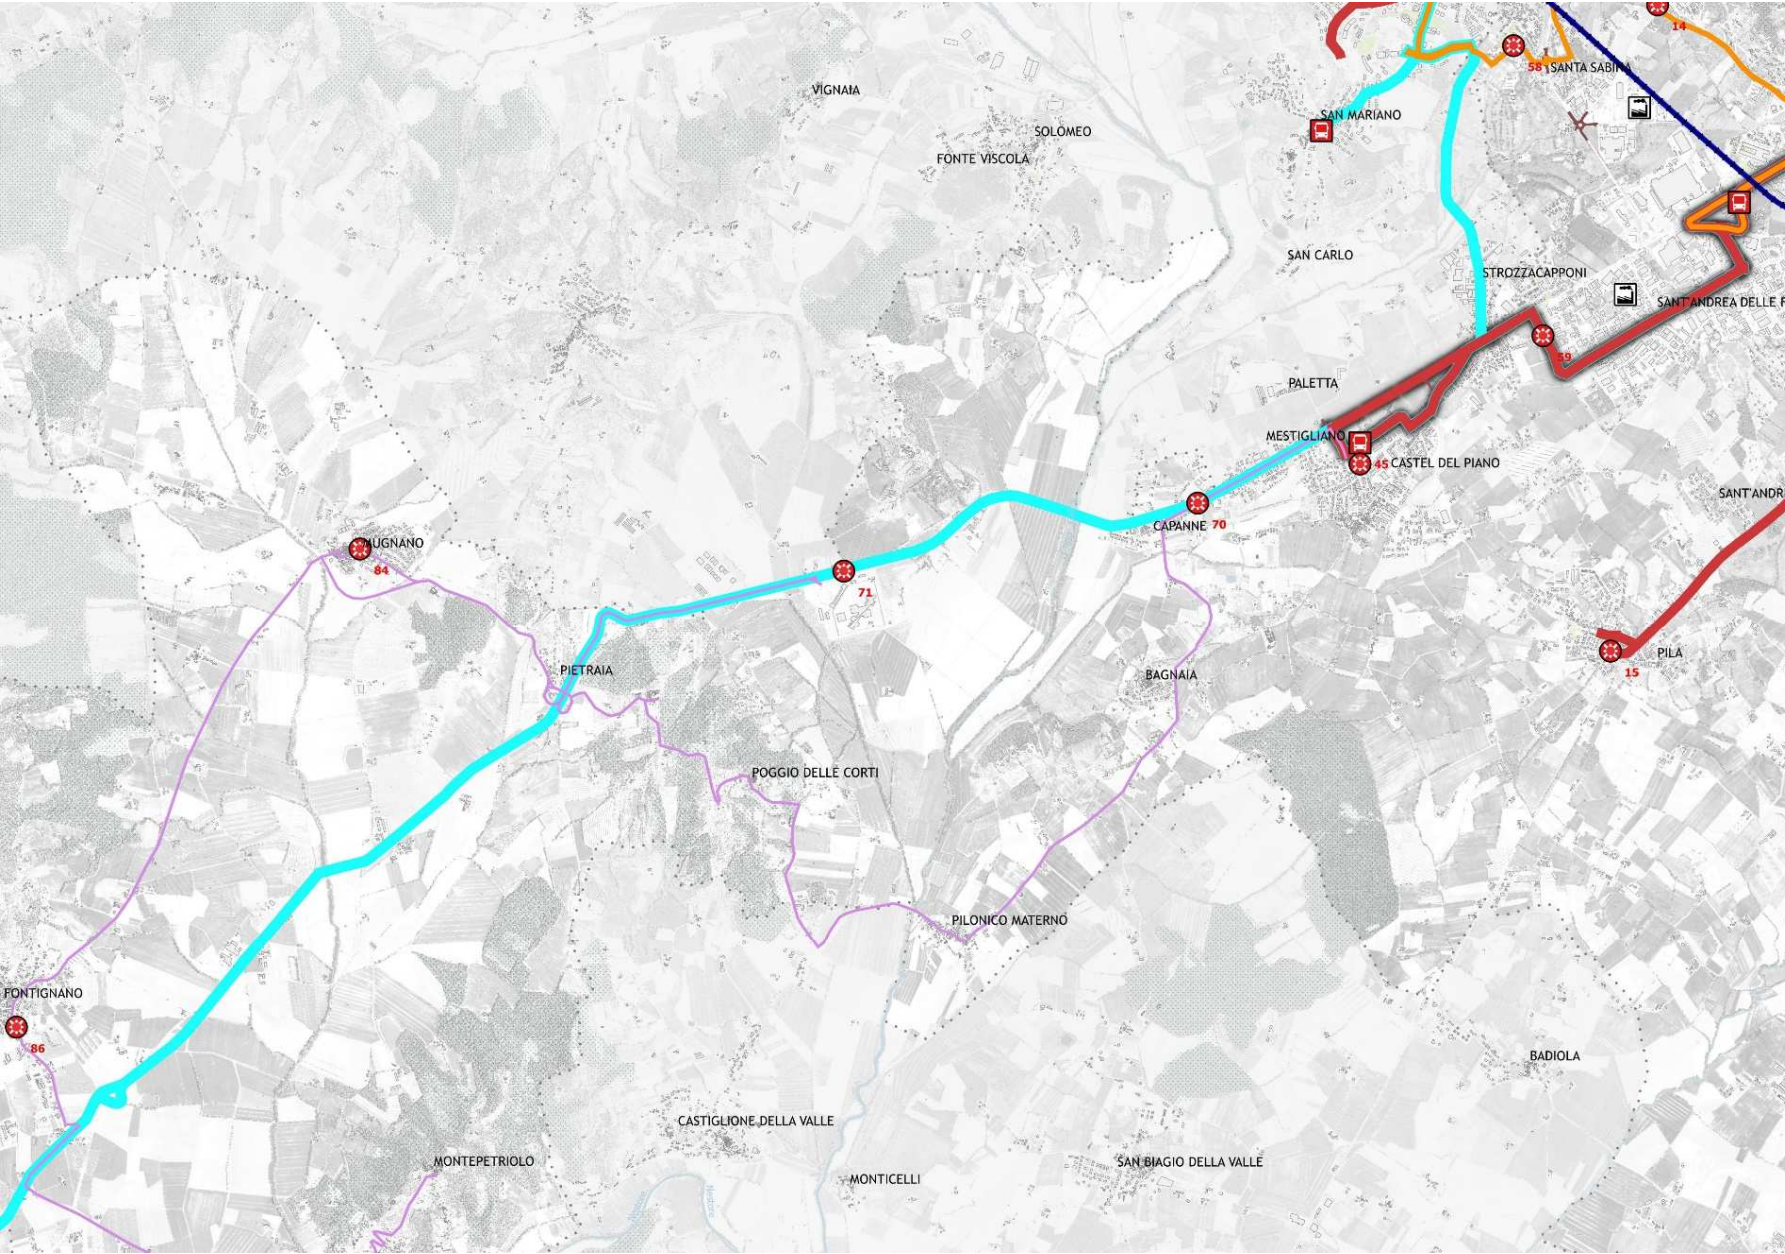 14
58
SANTA SABINA
VIGNAIA
SAN MARIANO
SOLOMEO
FONTE VISCOLA
SAN CARLO
STROZZACAPPONI
SANT'ANDREA DELLE F
59
PALETTA
MESTIGLIANO
45 CASTEL DEL PIANO
SANT'ANDR
CAPANNE 70
MUGNANO
84
71
PILA
15
PIETRAIA
BAGNAIA
POGGIO DELLE CORTI
PILONICO MATERNO
FONTIGNANO
86
BADIOLA
CASTIGLIONE DELLA VALLE
MONTEPETRIOLO
SAN BIAGIO DELLA VALLE
MONTICELLI